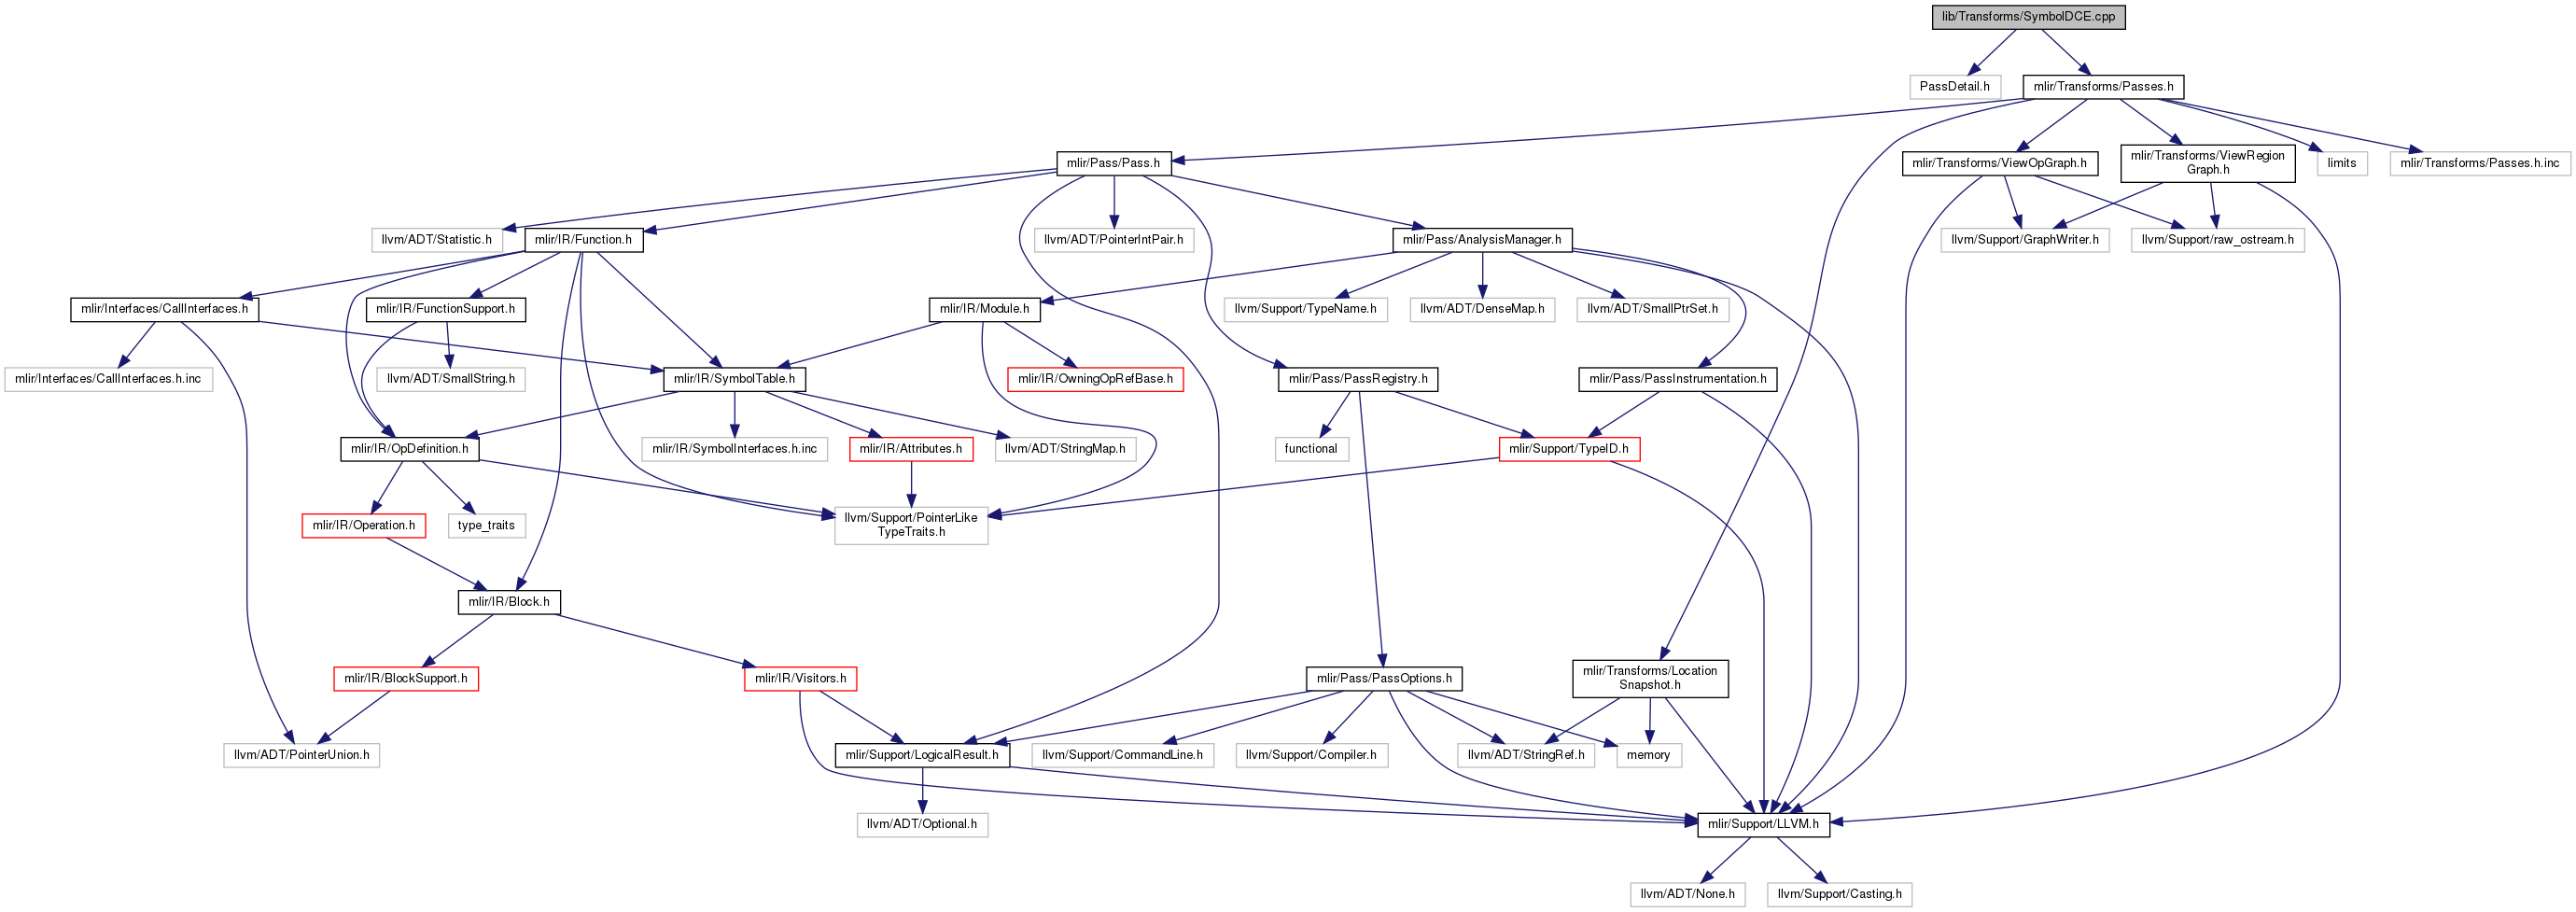 lib/Transforms/SymbolDCE.cpp
PassDetail.h
mlir/Transforms/Passes.h
mlir/Pass/Pass.h
mlir/Transforms/ViewOpGraph.h
mlir/Transforms/ViewRegion
Graph.h
limits
mlir/Transforms/Passes.h.inc
llvm/ADT/Statistic.h
mlir/IR/Function.h
llvm/ADT/PointerIntPair.h
mlir/Pass/AnalysisManager.h
llvm/Support/GraphWriter.h
llvm/Support/raw_ostream.h
mlir/Interfaces/CallInterfaces.h
mlir/IR/FunctionSupport.h
mlir/IR/Module.h
llvm/Support/TypeName.h
llvm/ADT/DenseMap.h
llvm/ADT/SmallPtrSet.h
mlir/Interfaces/CallInterfaces.h.inc
llvm/ADT/SmallString.h
mlir/IR/SymbolTable.h
mlir/IR/OwningOpRefBase.h
mlir/Pass/PassRegistry.h
mlir/Pass/PassInstrumentation.h
mlir/IR/OpDefinition.h
mlir/IR/SymbolInterfaces.h.inc
mlir/IR/Attributes.h
llvm/ADT/StringMap.h
functional
mlir/Support/TypeID.h
mlir/IR/Operation.h
type_traits
llvm/Support/PointerLike
TypeTraits.h
mlir/IR/Block.h
mlir/IR/BlockSupport.h
mlir/IR/Visitors.h
mlir/Pass/PassOptions.h
mlir/Transforms/Location
Snapshot.h
llvm/ADT/PointerUnion.h
mlir/Support/LogicalResult.h
llvm/Support/CommandLine.h
llvm/Support/Compiler.h
llvm/ADT/StringRef.h
memory
llvm/ADT/Optional.h
mlir/Support/LLVM.h
llvm/ADT/None.h
llvm/Support/Casting.h